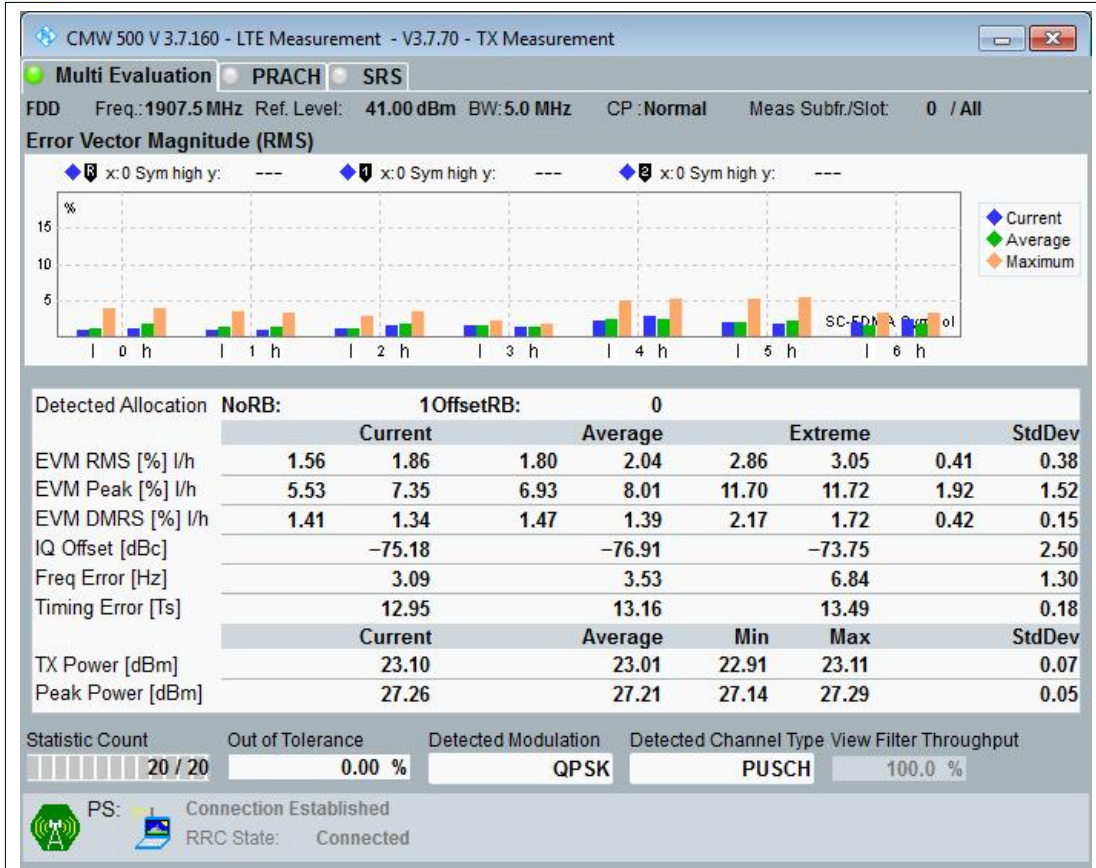 CMW 500 V 3.7.160 - LTE Measurement - V3.7.70 - TX Measurement
Multi Evaluation PRACH SRS
FDD Freq.: 1907.5 MHz Ref. Level: 41.00 dBm BW: 5.0 MHz CP : Normal Meas Subfr./Slot: 0 / All
Error Vector Magnitude (RMS)
R x: 0 Sym high y: --- 1 x: 0 Sym high y: --- 2 x: 0 Sym high y: ---
%
15
10
5
Current
Average
Maximum
SC-FDMA Symbol
l 0 h l 1 h l 2 h l 3 h l 4 h l 5 h l 6 h
Detected Allocation NoRB: 1 OffsetRB: 0
Current Average Extreme StdDev
EVM RMS [%] l/h 1.56 1.86 1.80 2.04 2.86 3.05 0.41 0.38
EVM Peak [%] l/h 5.53 7.35 6.93 8.01 11.70 11.72 1.92 1.52
EVM DMRS [%] l/h 1.41 1.34 1.47 1.39 2.17 1.72 0.42 0.15
IQ Offset [dBc] −75.18 −76.91 −73.75 2.50
Freq Error [Hz] 3.09 3.53 6.84 1.30
Timing Error [Ts] 12.95 13.16 13.49 0.18
Current Average Min Max StdDev
TX Power [dBm] 23.10 23.01 22.91 23.11 0.07
Peak Power [dBm] 27.26 27.21 27.14 27.29 0.05
Statistic Count Out of Tolerance Detected Modulation Detected Channel Type View Filter Throughput
20 / 20 0.00 % QPSK PUSCH 100.0 %
PS: Connection Established
RRC State: Connected